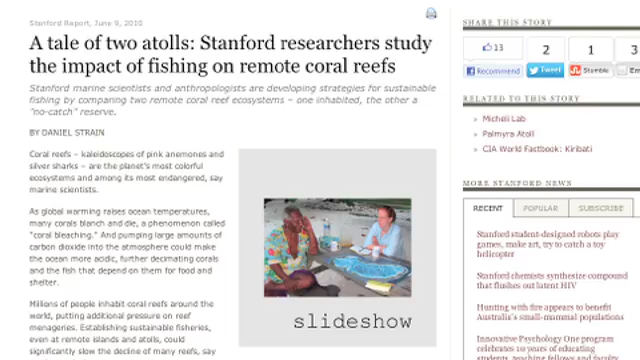 Stanford Report, June 9, 2010
A tale of two atolls: Stanford researchers study
the impact of fishing on remote coral reefs
Stanford marine scientists and anthropologists are developing strategies for sustainable
fishing by comparing two remote coral reef ecosystems – one inhabited, the other a
"no-catch" reserve.
BY DANIEL STRAIN
Coral reefs – kaleidoscopes of pink anemones and
silver sharks – are the planet's most colorful
ecosystems and among its most endangered, say
marine scientists.
As global warming raises ocean temperatures,
many corals blanch and die, a phenomenon called
"coral bleaching." And pumping large amounts of
carbon dioxide into the atmosphere could make
the ocean more acidic, further decimating corals
and the fish that depend on them for food and
shelter.
Millions of people inhabit coral reefs around the
world, putting additional pressure on reef
menageries. Establishing sustainable fisheries,
even at remote islands and atolls, could
significantly slow the decline of many reefs, say
slideshow
SHARE THIS STORY
13
2
1
3
Recommend
Tweet
Stumble
Em
RELATED TO THIS STORY
» Micheli Lab
» Palmyra Atoll
» CIA World Factbook: Kiribati
MORE STANFORD NEWS
RECENT
POPULAR
SUBSCRIBE
Stanford student-designed robots play
games, make art, try to catch a toy
helicopter
Stanford chemists synthesize compound
that flushes out latent HIV
Hunting with fire appears to benefit
Australia's small-mammal populations
Innovative Psychology One program
celebrates 10 years of educating
students, teaching fellows and faculty